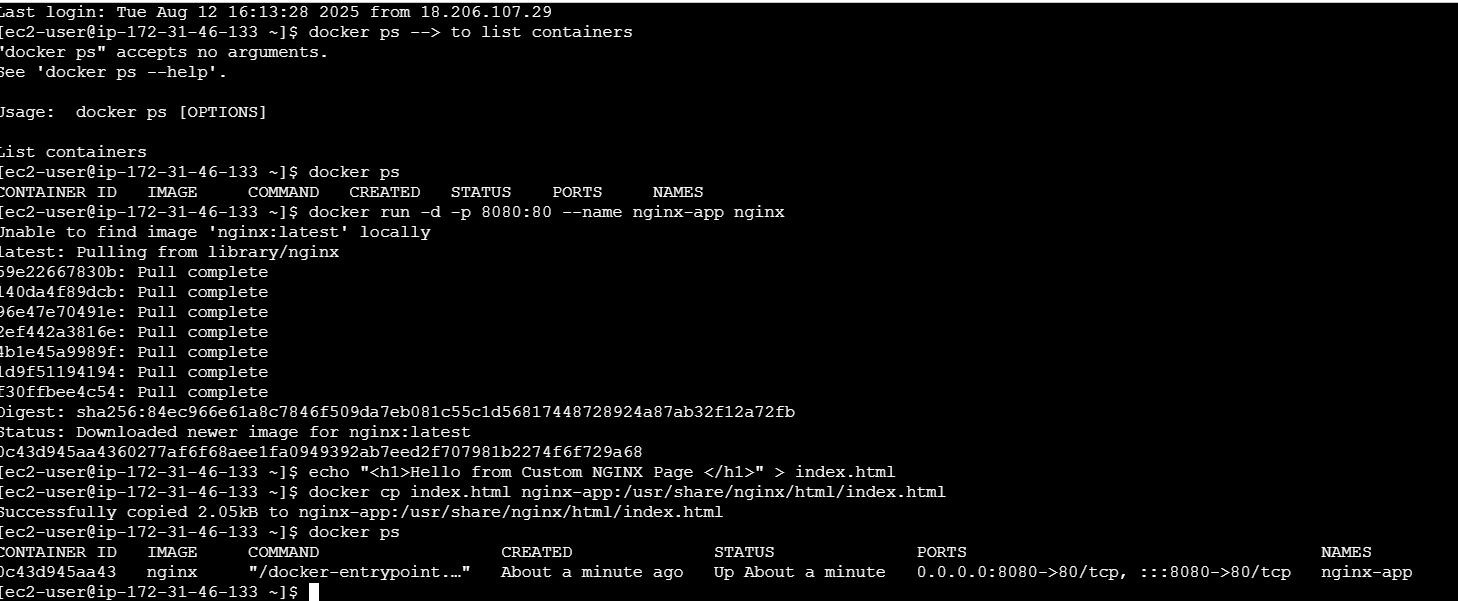 Last login: Tue Aug 12 16:13:28 2025 from 18.206.107.29
[ec2-user@ip-172-31-46-133 ~]$ docker ps --> to list containers
"docker ps" accepts no arguments.
See 'docker ps --help'.
Usage:  docker ps [OPTIONS]
List containers
[ec2-user@ip-172-31-46-133 ~]$ docker ps
CONTAINER ID   IMAGE     COMMAND   CREATED   STATUS    PORTS     NAMES
[ec2-user@ip-172-31-46-133 ~]$ docker run -d -p 8080:80 --name nginx-app nginx
Unable to find image 'nginx:latest' locally
latest: Pulling from library/nginx
59e22667830b: Pull complete
140da4f89dcb: Pull complete
96e47e70491e: Pull complete
2ef442a3816e: Pull complete
4b1e45a9989f: Pull complete
1d9f51194194: Pull complete
f30ffbee4c54: Pull complete
Digest: sha256:84ec966e61a8c7846f509da7eb081c55c1d56817448728924a87ab32f12a72fb
Status: Downloaded newer image for nginx:latest
0c43d945aa4360277af6f68aee1fa0949392ab7eed2f707981b2274f6f729a68
[ec2-user@ip-172-31-46-133 ~]$ echo "<h1>Hello from Custom NGINX Page </h1>" > index.html
[ec2-user@ip-172-31-46-133 ~]$ docker cp index.html nginx-app:/usr/share/nginx/html/index.html
Successfully copied 2.05kB to nginx-app:/usr/share/nginx/html/index.html
[ec2-user@ip-172-31-46-133 ~]$ docker ps
CONTAINER ID   IMAGE     COMMAND                  CREATED              STATUS              PORTS                                   NAMES
0c43d945aa43   nginx     "/docker-entrypoint.…"   About a minute ago   Up About a minute   0.0.0.0:8080->80/tcp, :::8080->80/tcp   nginx-app
[ec2-user@ip-172-31-46-133 ~]$